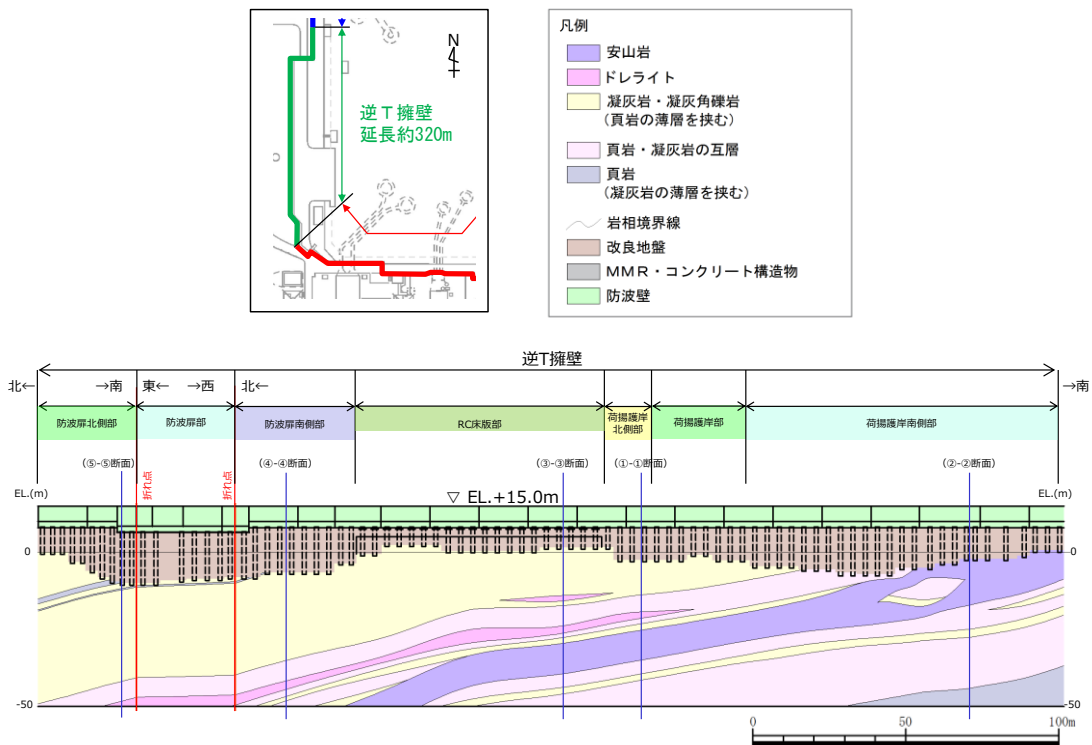 N
逆T擁壁
延長約320m
凡例
安山岩
ドレライト
凝灰岩・凝灰角礫岩
(頁岩の薄層を挟む)
頁岩・凝灰岩の互層
頁岩
(凝灰岩の薄層を挟む)
岩相境界線
改良地盤
MMR・コンクリート構造物
防波壁
逆T擁壁
北← →南 東← →西 北← →南
防波扉北側部 防波扉部 防波扉南側部 RC床版部 荷揚護岸 荷揚護岸部 荷揚護岸南側部
北側部
(⑤-⑤断面) (④-④断面) (③-③断面) (①-①断面) (②-②断面)
折れ点 折れ点
EL.(m) ▽ EL.+15.0m EL.(m)
0 0
-50 -50
0 50 100m